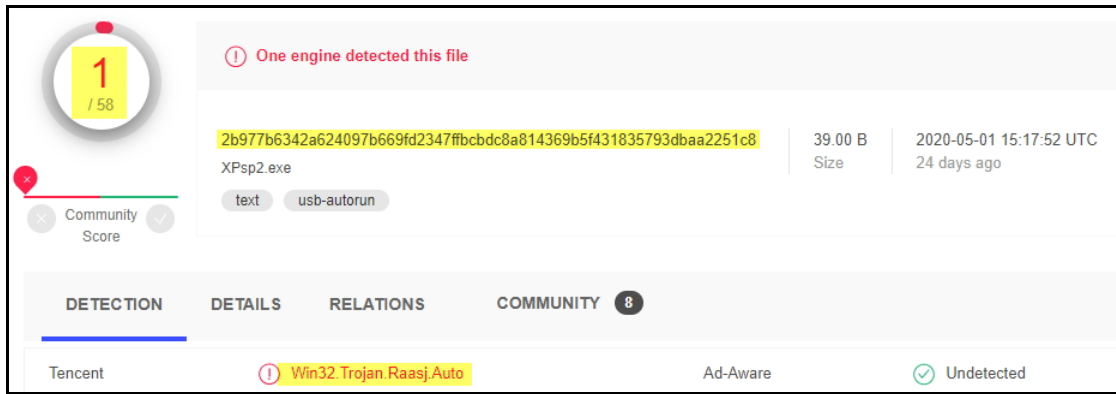 1
/ 58
One engine detected this file
2b977b6342a624097b669fd2347ffbcbdc8a814369b5f431835793dbaa2251c8
39.00 B
2020-05-01 15:17:52 UTC
XPsp2.exe
Size
24 days ago
text
usb-autorun
Community
Score
DETECTION
DETAILS
RELATIONS
COMMUNITY 8
Tencent
Win32.Trojan.Raasj.Auto
Ad-Aware
Undetected